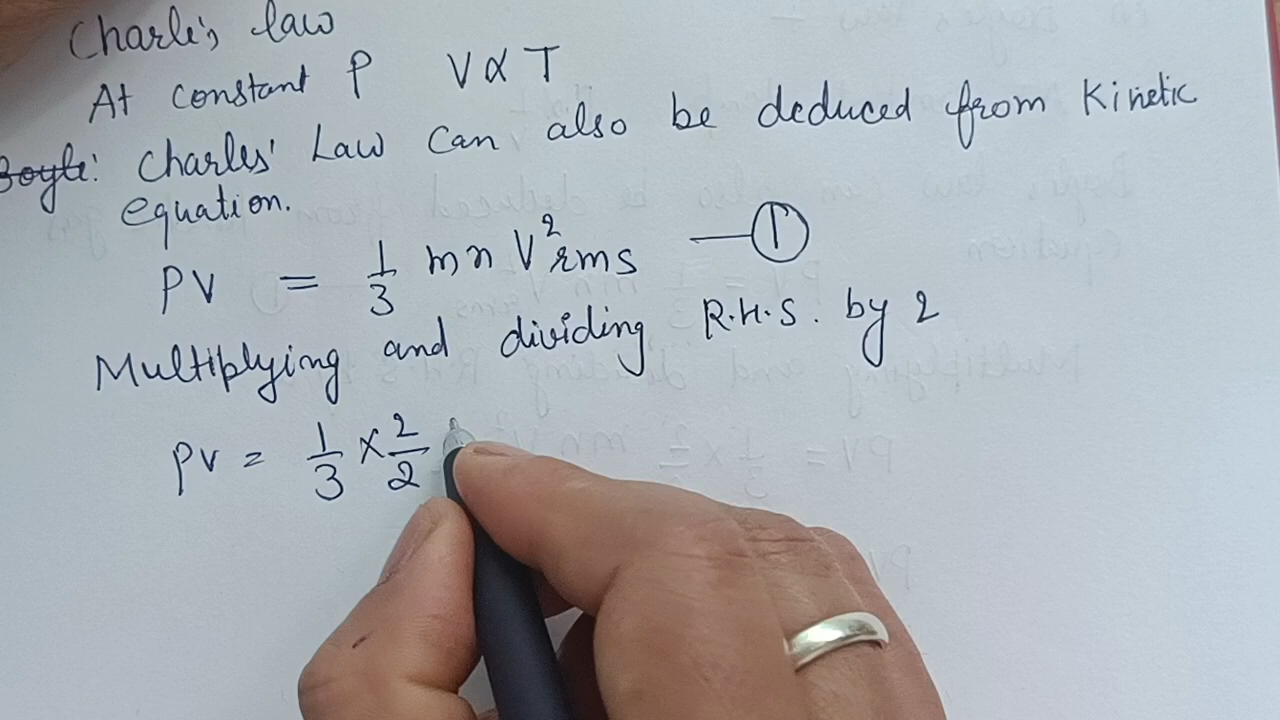 Charle's law
At constant P V ∝ T
Boyle: Charles' Law can also be deduced from Kinetic
equation.
PV = 1/3 mn V²rms —①
Multiplying and dividing R.H.S. by 2
PV = 1/3 × 2/2